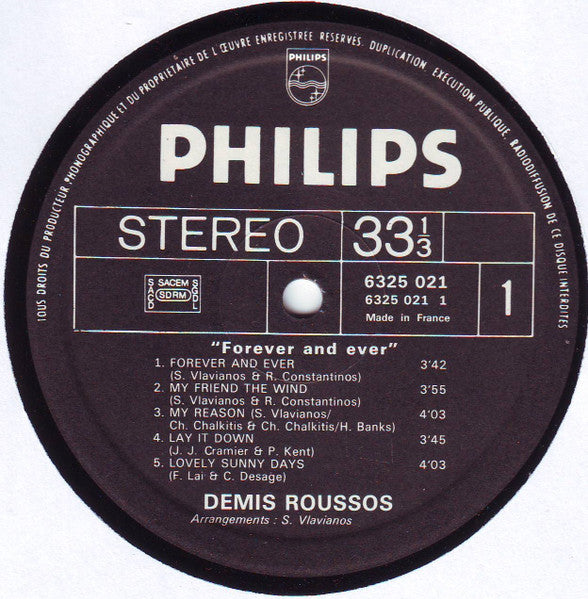 TOUS DROITS DU PRODUCTEUR PHONOGRAPHIQUE ET DU PROPRIETAIRE DE L'ŒUVRE ENREGISTREE RESERVES. DUPLICATION, EXECUTION PUBLIQUE, RADIODIFFUSION DE CE DISQUE INTERDITES
PHILIPS
PHILIPS
STEREO 33 1/3
SACD SACEM SDRM SGDL
6325 021
6325 021 1
Made in France
1
"Forever and ever"
1. FOREVER AND EVER 3'42
(S. Vlavianos & R. Constantinos)
2. MY FRIEND THE WIND 3'55
(S. Vlavianos & R. Constantinos)
3. MY REASON (S. Vlavianos/ 4'03
Ch. Chalkitis & Ch. Chalkitis/H. Banks)
4. LAY IT DOWN 3'45
(J. J. Cramier & P. Kent)
5. LOVELY SUNNY DAYS 4'03
(F. Lai & C. Desage)
DEMIS ROUSSOS
Arrangements : S. Vlavianos